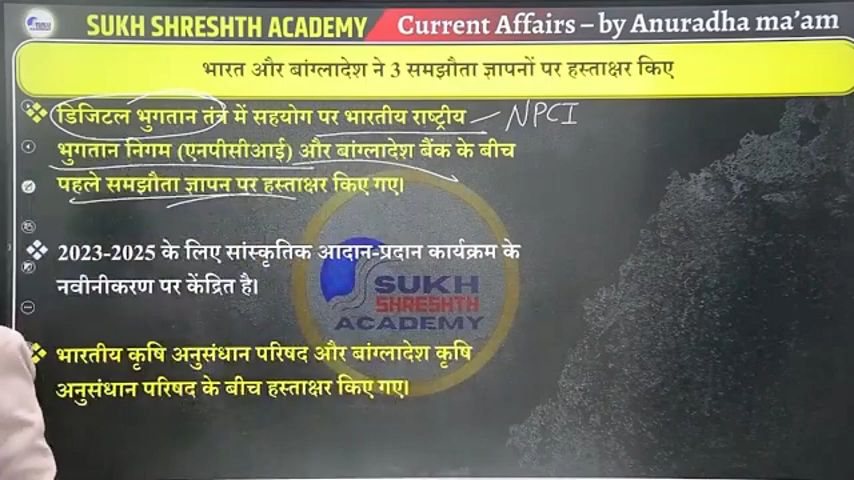 SUKH SHRESHTH ACADEMY
Current Affairs – by Anuradha ma'am
भारत और बांग्लादेश ने 3 समझौता ज्ञापनों पर हस्ताक्षर किए
डिजिटल भुगतान तंत्र में सहयोग पर भारतीय राष्ट्रीय — NPCI
भुगतान निगम (एनपीसीआई) और बांग्लादेश बैंक के बीच
पहले समझौता ज्ञापन पर हस्ताक्षर किए गए।
2023-2025 के लिए सांस्कृतिक आदान-प्रदान कार्यक्रम के
नवीनीकरण पर केंद्रित है।
SUKH
SHRESHTH
ACADEMY
भारतीय कृषि अनुसंधान परिषद और बांग्लादेश कृषि
अनुसंधान परिषद के बीच हस्ताक्षर किए गए।